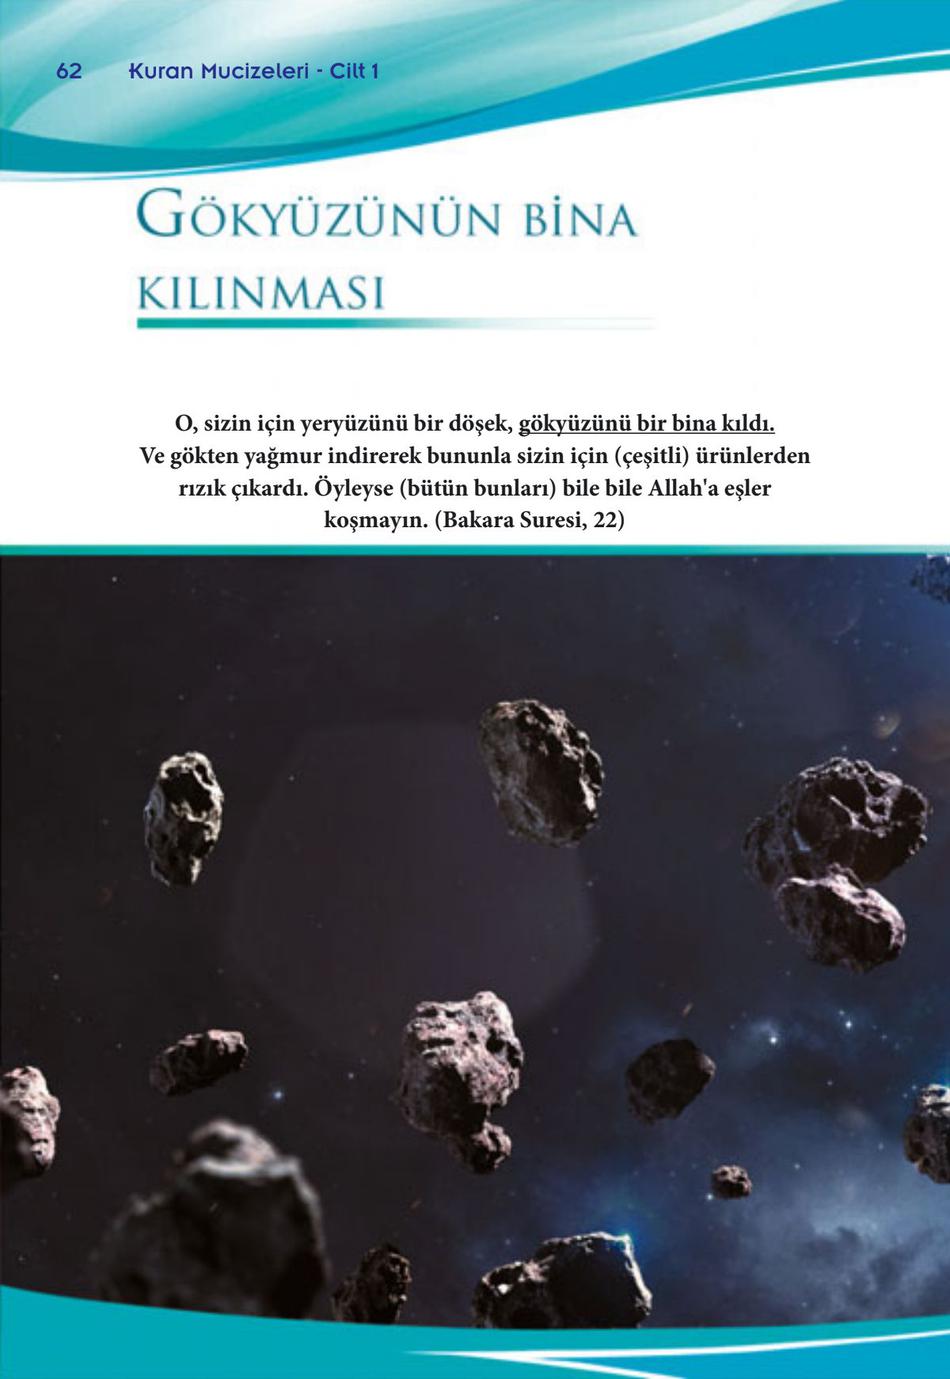 62 Kuran Mucizeleri - Cilt 1
GÖKYÜZÜNÜN BİNA
KILINMASI
O, sizin için yeryüzünü bir döşek, gökyüzünü bir bina kıldı.
Ve gökten yağmur indirerek bununla sizin için (çeşitli) ürünlerden
rızık çıkardı. Öyleyse (bütün bunları) bile bile Allah'a eşler
koşmayın. (Bakara Suresi, 22)